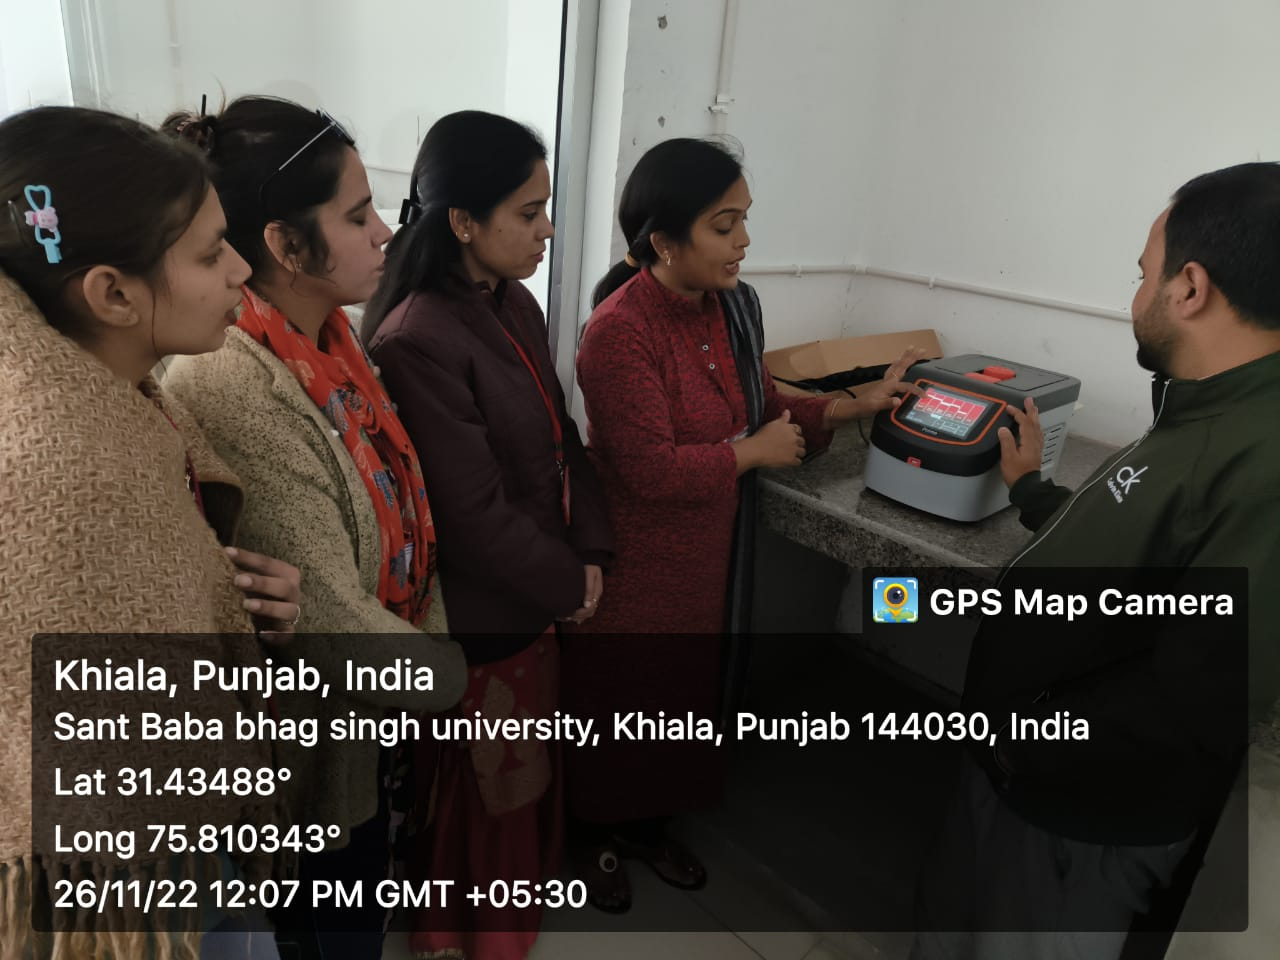 CK
GPS Map Camera
Khiala, Punjab, India
Sant Baba bhag singh university, Khiala, Punjab 144030, India
Lat 31.43488°
Long 75.810343°
26/11/22 12:07 PM GMT +05:30